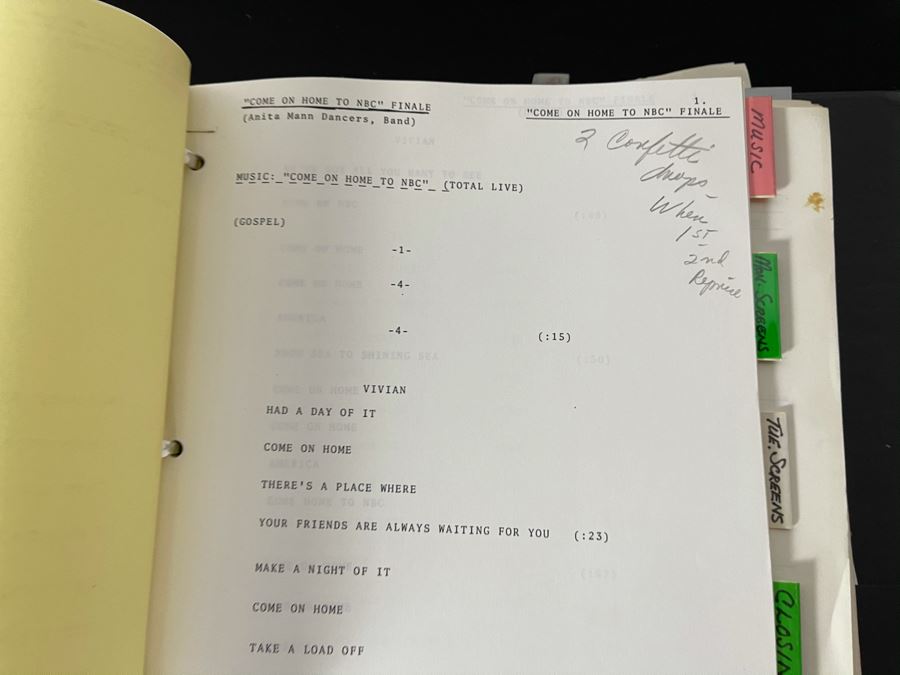 "COME ON HOME TO NBC" FINALE
(Anita Mann Dancers, Band)
1.
"COME ON HOME TO NBC" FINALE
2 Confetti
drops
When
1ST
2nd
Reprise
MUSIC: "COME ON HOME TO NBC" (TOTAL LIVE)
(GOSPEL)
-1-
-4-
-4- (:15)
VIVIAN
HAD A DAY OF IT
COME ON HOME
THERE'S A PLACE WHERE
YOUR FRIENDS ARE ALWAYS WAITING FOR YOU (:23)
MAKE A NIGHT OF IT
COME ON HOME
TAKE A LOAD OFF
MUSIC
MON. SCREENS
TUE. SCREENS
CLOSIN